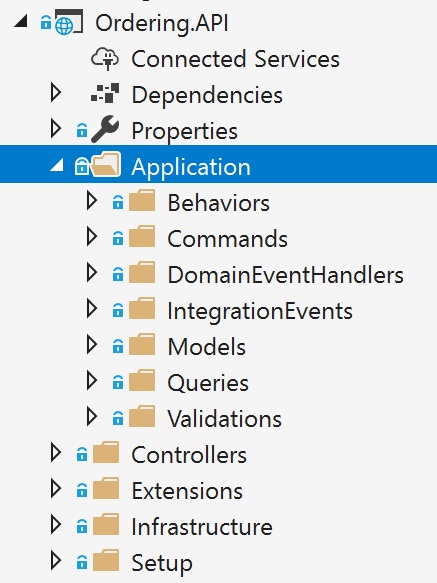 Ordering.API
Connected Services
Dependencies
Properties
Application
Behaviors
Commands
DomainEventHandlers
IntegrationEvents
Models
Queries
Validations
Controllers
Extensions
Infrastructure
Setup